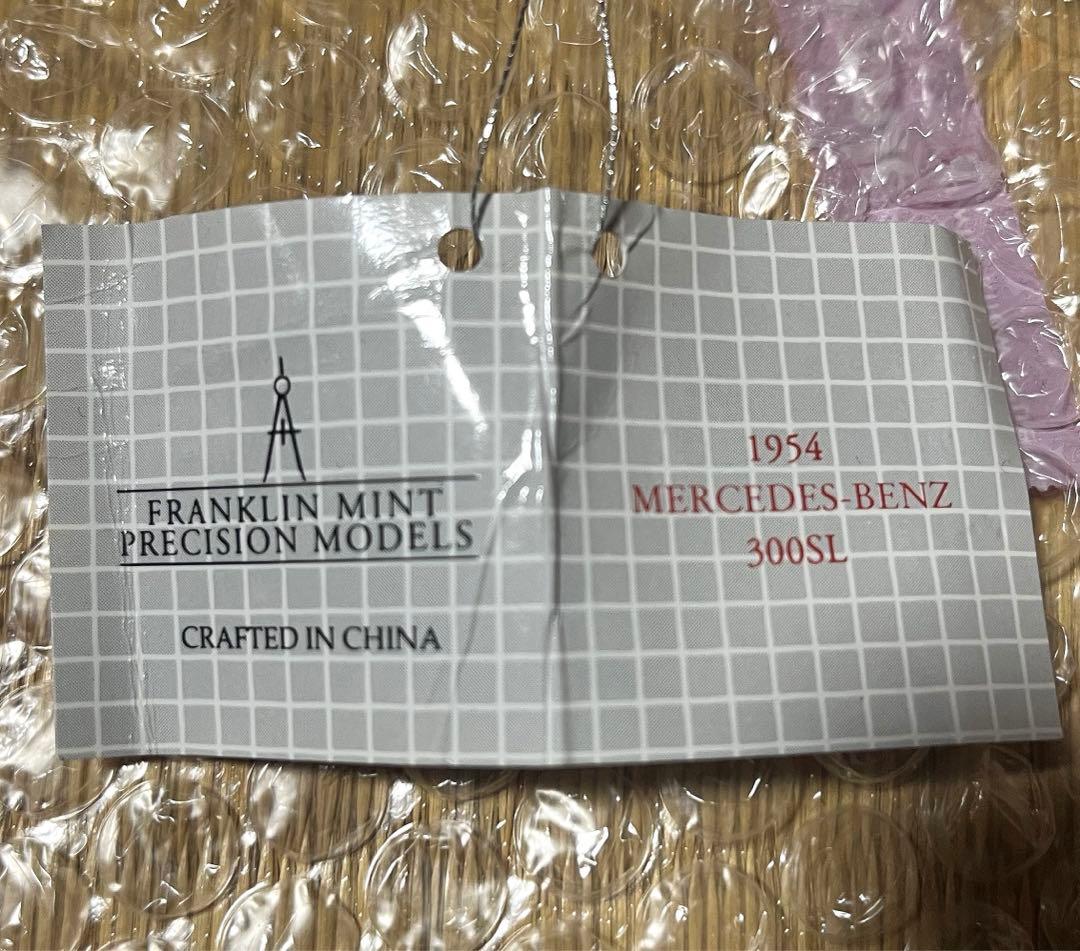 FRANKLIN MINT
PRECISION MODELS
CRAFTED IN CHINA
1954
MERCEDES-BENZ
300SL